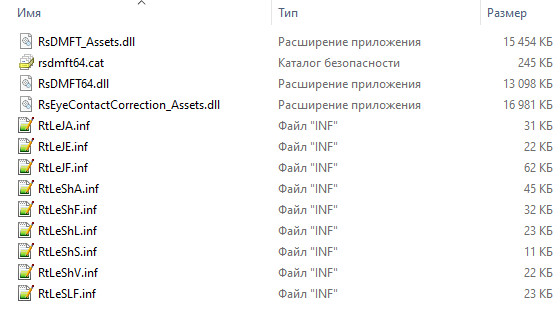 Имя Тип Размер
RsDMFT_Assets.dll Расширение приложения 15 454 КБ
rsdmft64.cat Каталог безопасности 245 КБ
RsDMFT64.dll Расширение приложения 13 098 КБ
RsEyeContactCorrection_Assets.dll Расширение приложения 16 981 КБ
RtLeJA.inf Файл "INF" 31 КБ
RtLeJE.inf Файл "INF" 22 КБ
RtLeJF.inf Файл "INF" 62 КБ
RtLeShA.inf Файл "INF" 45 КБ
RtLeShF.inf Файл "INF" 32 КБ
RtLeShL.inf Файл "INF" 23 КБ
RtLeShS.inf Файл "INF" 11 КБ
RtLeShV.inf Файл "INF" 22 КБ
RtLeSLF.inf Файл "INF" 23 КБ